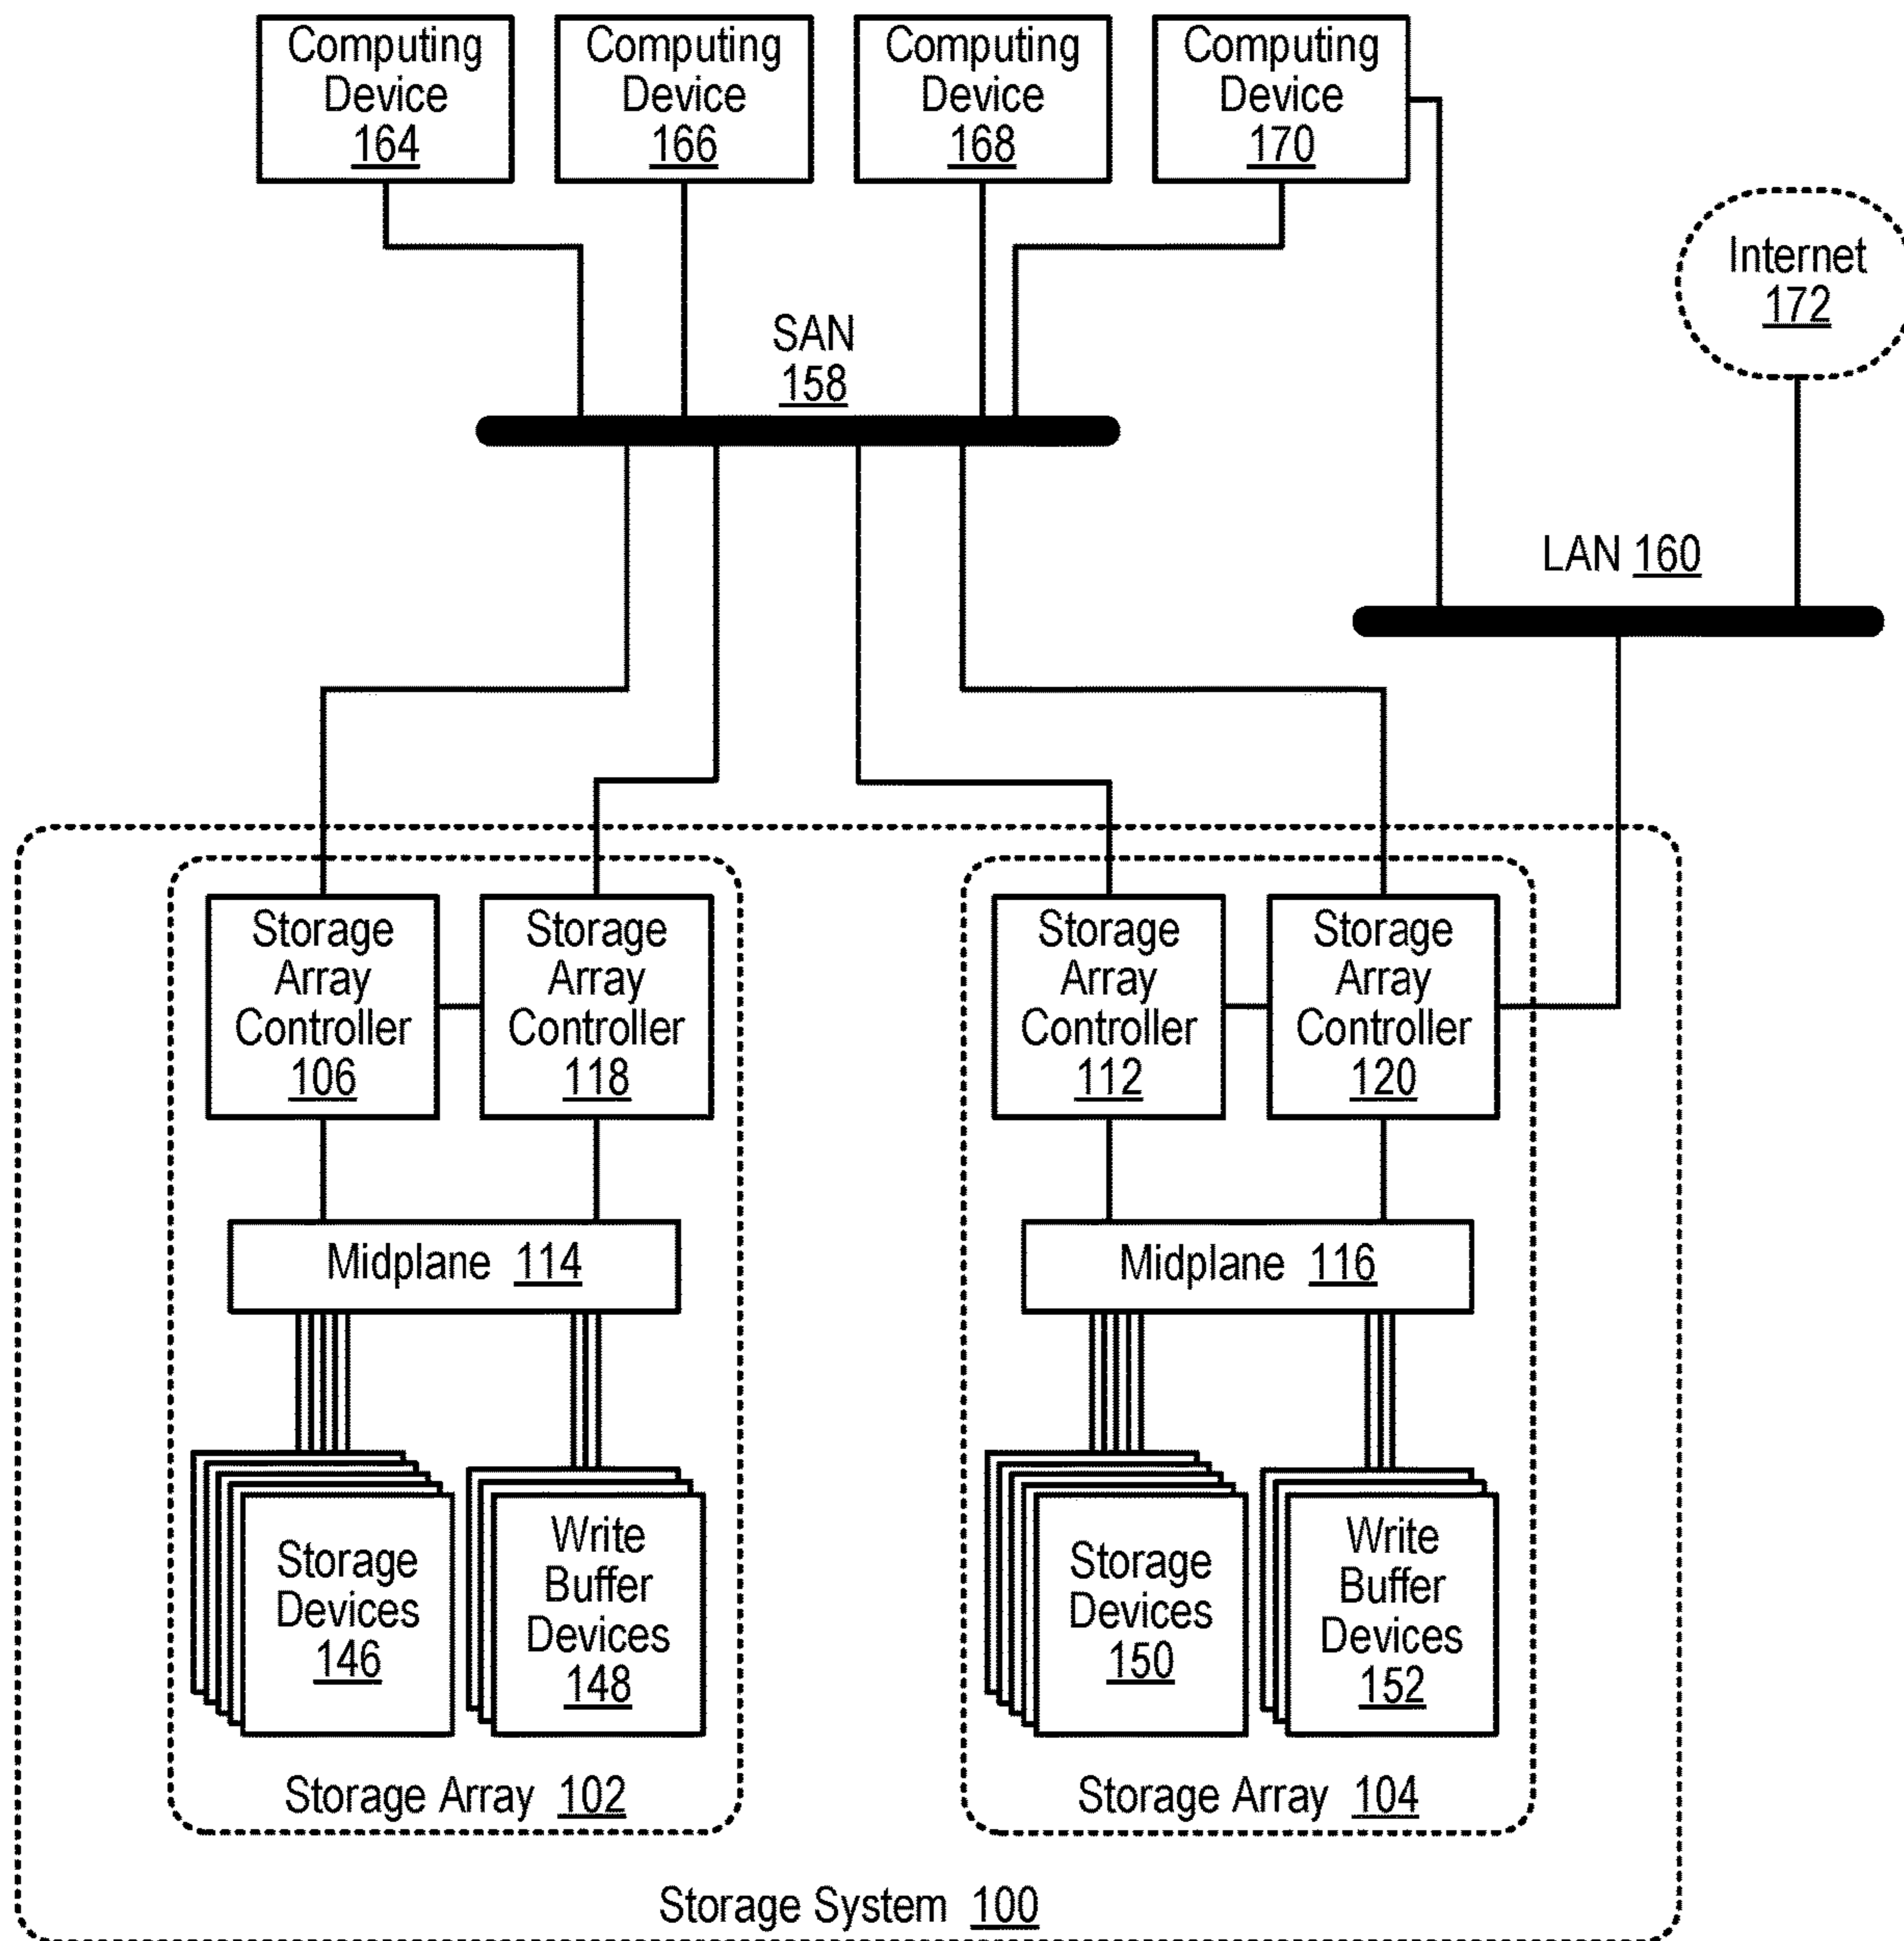 Computing
Device
164
Computing
Device
166
Computing
Device
168
Computing
Device
170
Internet
172
SAN
158
LAN 160
Storage
Array
Controller
106
Storage
Array
Controller
118
Storage
Array
Controller
112
Storage
Array
Controller
120
Midplane 114
Midplane 116
Storage
Devices
146
Write
Buffer
Devices
148
Storage
Devices
150
Write
Buffer
Devices
152
Storage Array 102
Storage Array 104
Storage System 100